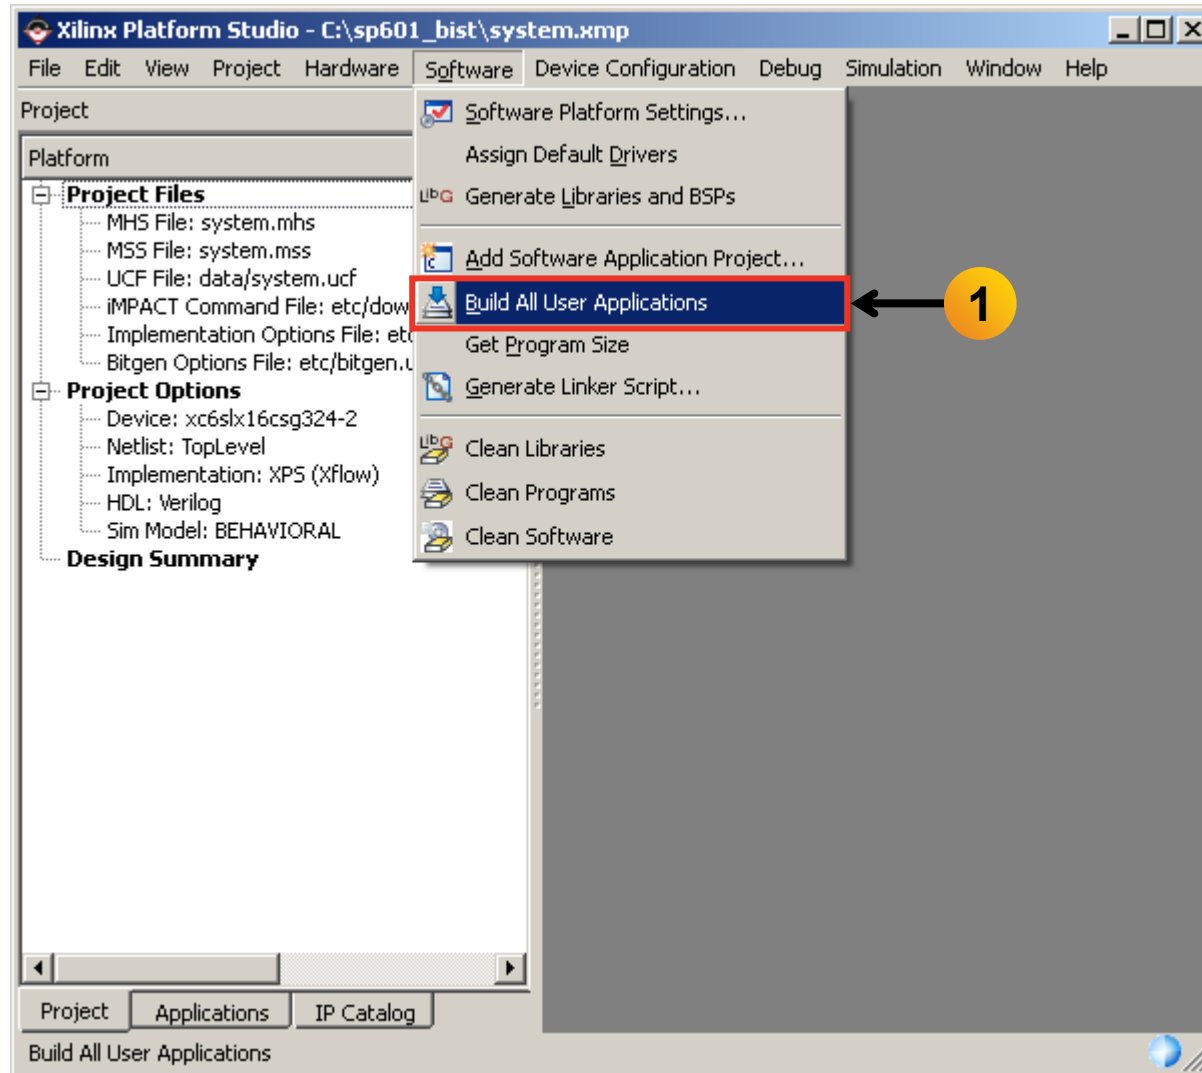 Xilinx Platform Studio - C:\sp601_bist\system.xmp
File Edit View Project Hardware Software Device Configuration Debug Simulation Window Help
Project
Platform
Project Files
MHS File: system.mhs
MSS File: system.mss
UCF File: data/system.ucf
iMPACT Command File: etc/dow
Implementation Options File: et
Bitgen Options File: etc/bitgen.u
Project Options
Device: xc6slx16csg324-2
Netlist: TopLevel
Implementation: XPS (Xflow)
HDL: Verilog
Sim Model: BEHAVIORAL
Design Summary
Software Platform Settings...
Assign Default Drivers
LibG Generate Libraries and BSPs
Add Software Application Project...
Build All User Applications
1
Get Program Size
Generate Linker Script...
LibG Clean Libraries
Clean Programs
Clean Software
Project Applications IP Catalog
Build All User Applications